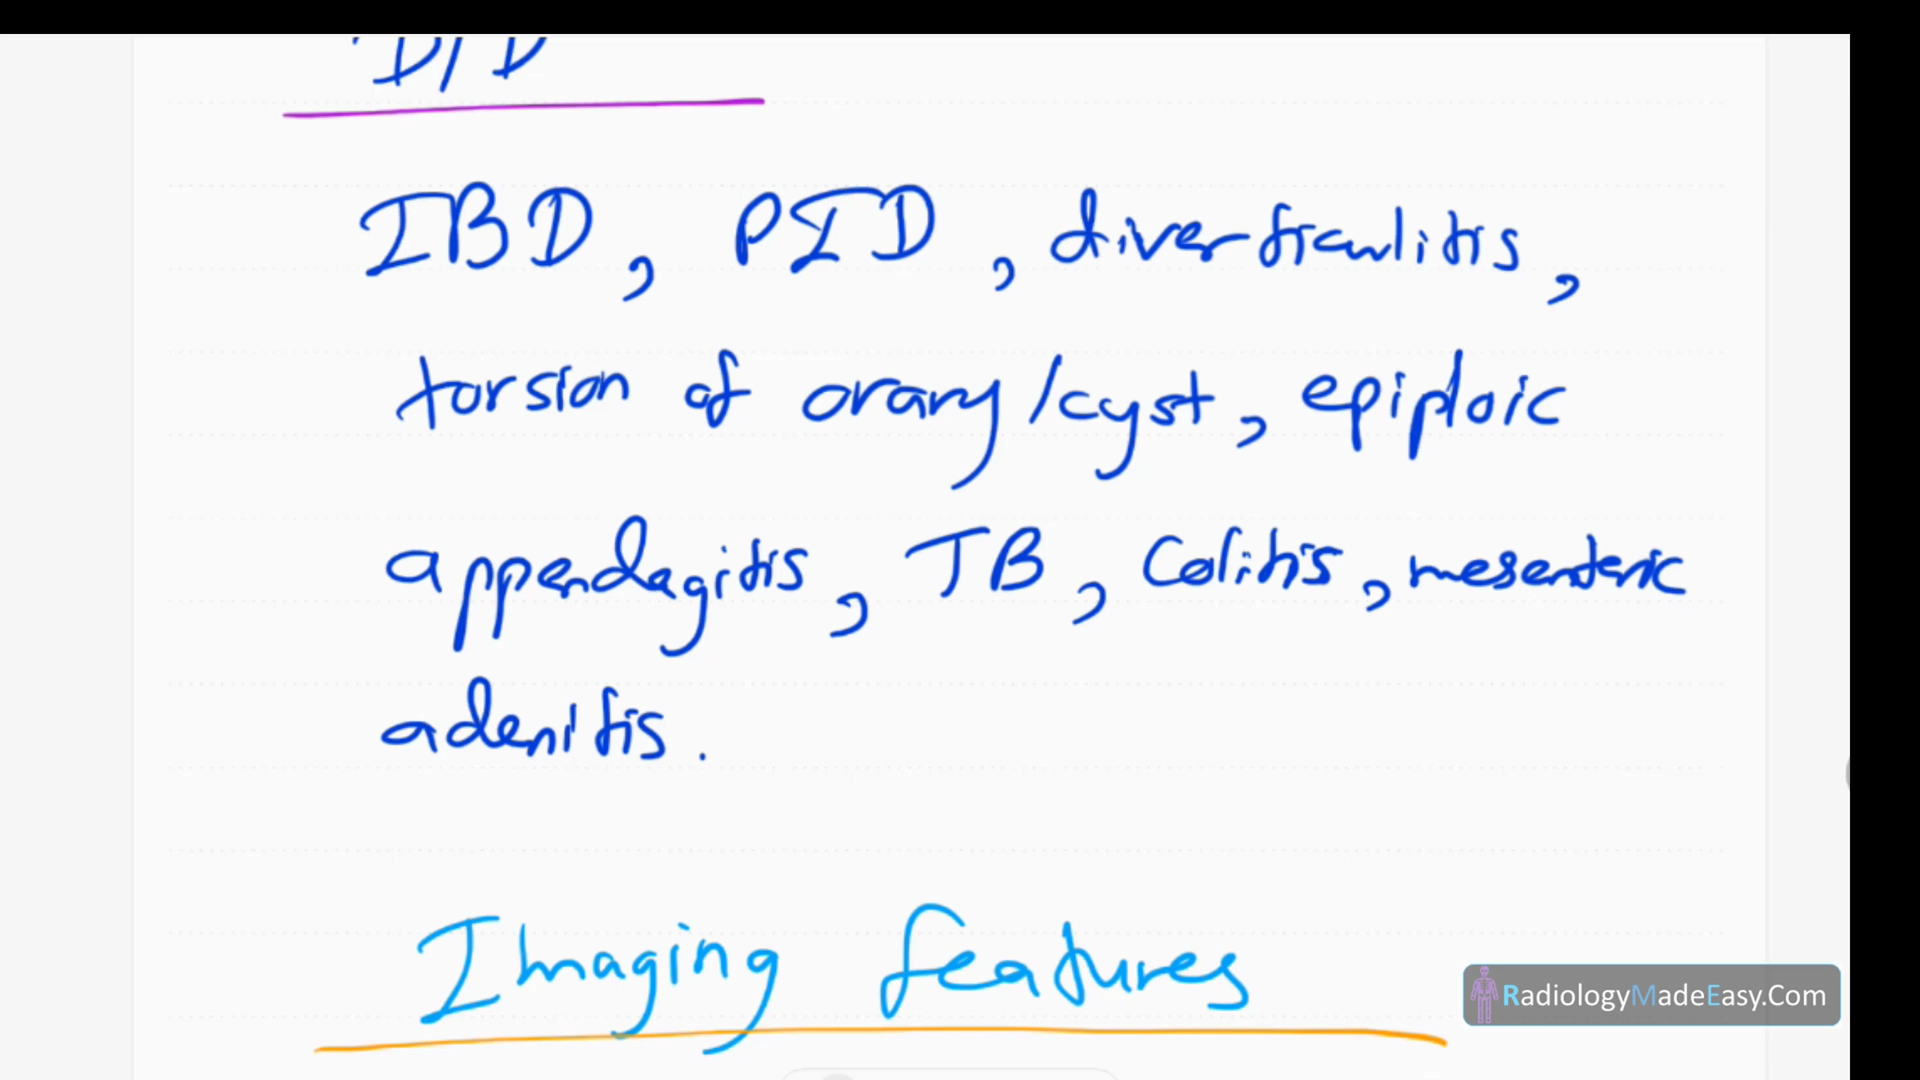 D/D
IBD, PID, diverticulitis,
torsion of ovary/cyst, epiploic
appendagitis, TB, Colitis, mesenteric
adenitis.
Imaging features
RadiologyMadeEasy.Com